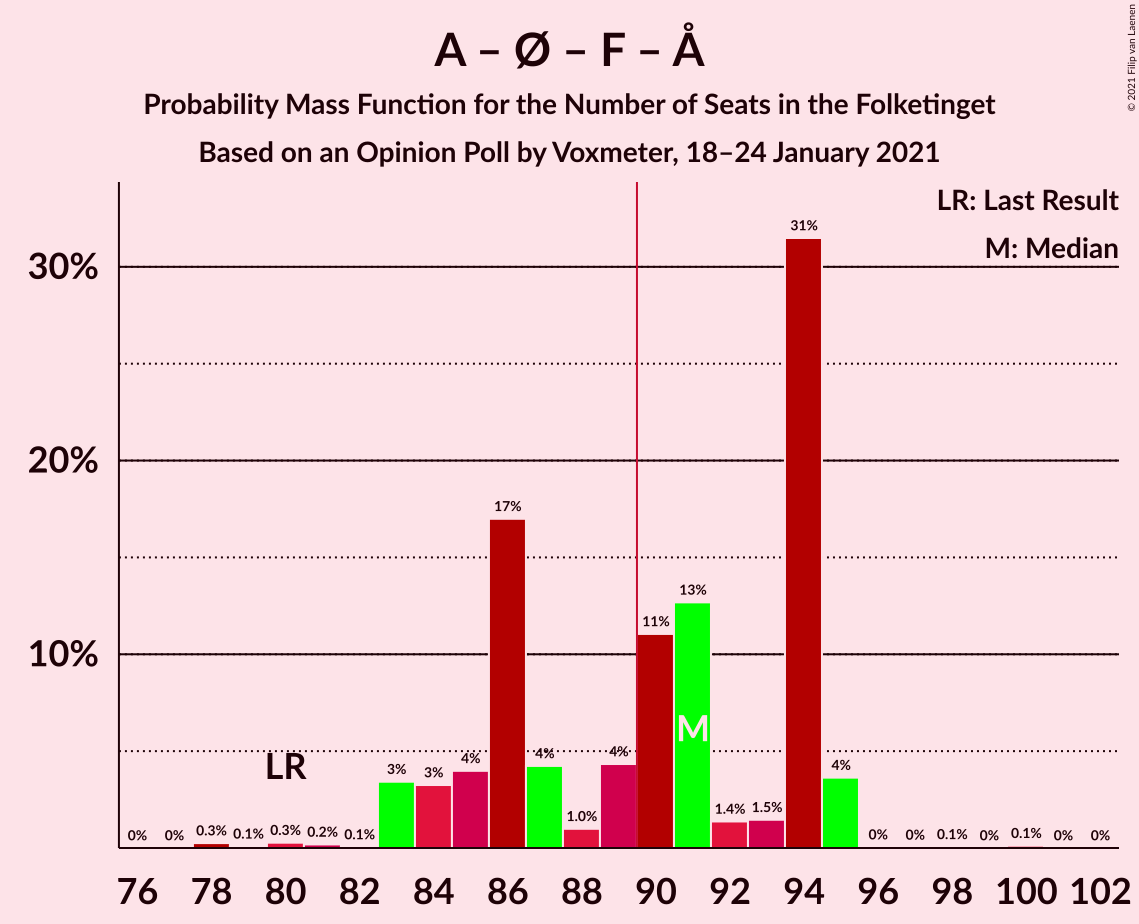 A – Ø – F – Å
Probability Mass Function for the Number of Seats in the Folketinget
Based on an Opinion Poll by Voxmeter, 18–24 January 2021
© 2021 Filip van Laenen
LR: Last Result
M: Median
30%
20%
10%
0% 0% 0.3% 0.1% 0.3% 0.2% 0.1% 3% 3% 4% 17% 4% 1.0% 4% 11% 13% 1.4% 1.5% 31% 4% 0% 0% 0.1% 0% 0.1% 0% 0%
LR
M
76 78 80 82 84 86 88 90 92 94 96 98 100 102